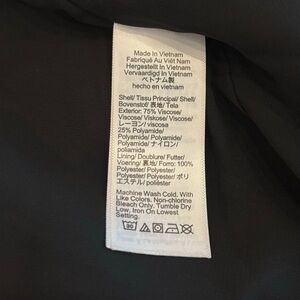 Made In Vietnam
Fabriqué Au Viêt Nam
Hergestellt In Vietnam
Vervaardigd In Vietnam
ベトナム製
hecho en vietnam
Shell/ Tissu Principal/ Shell/
Bovenstof/ 表地/ Tela
Exterior: 75% Viscose/
Viscose/ Viskose/ Viscose/
レーヨン/ viscosa
25% Polyamide/
Polyamide/ Polyamide/
Polyamide/ ナイロン/
poliamida
Lining/ Doublure/ Futter/
Voering/ 裏地/ Forro: 100%
Polyester/ Polyester/
Polyester/ Polyester/ ポリ
エステル/ poliéster
Machine Wash Cold, With
Like Colors. Non-chlorine
Bleach Only. Tumble Dry
Low, Iron On Lowest
Setting.
30